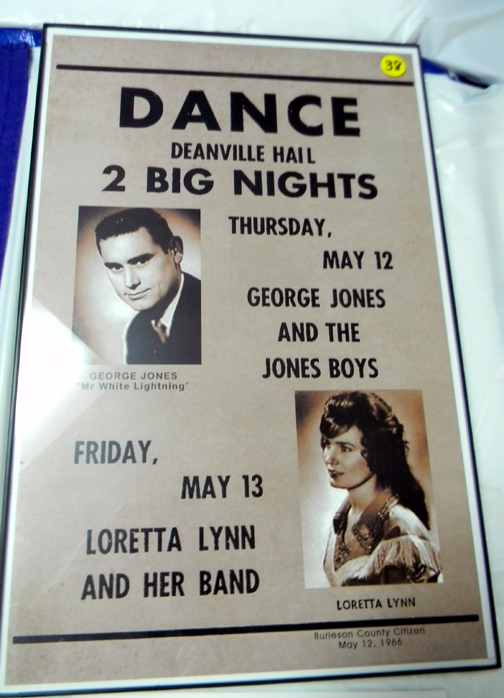 38
DANCE
DEANVILLE HALL
2 BIG NIGHTS
THURSDAY,
MAY 12
GEORGE JONES
AND THE
JONES BOYS
GEORGE JONES
"Mr White Lightning"
FRIDAY,
MAY 13
LORETTA LYNN
AND HER BAND
LORETTA LYNN
Burleson County Citizen
May 12, 1966